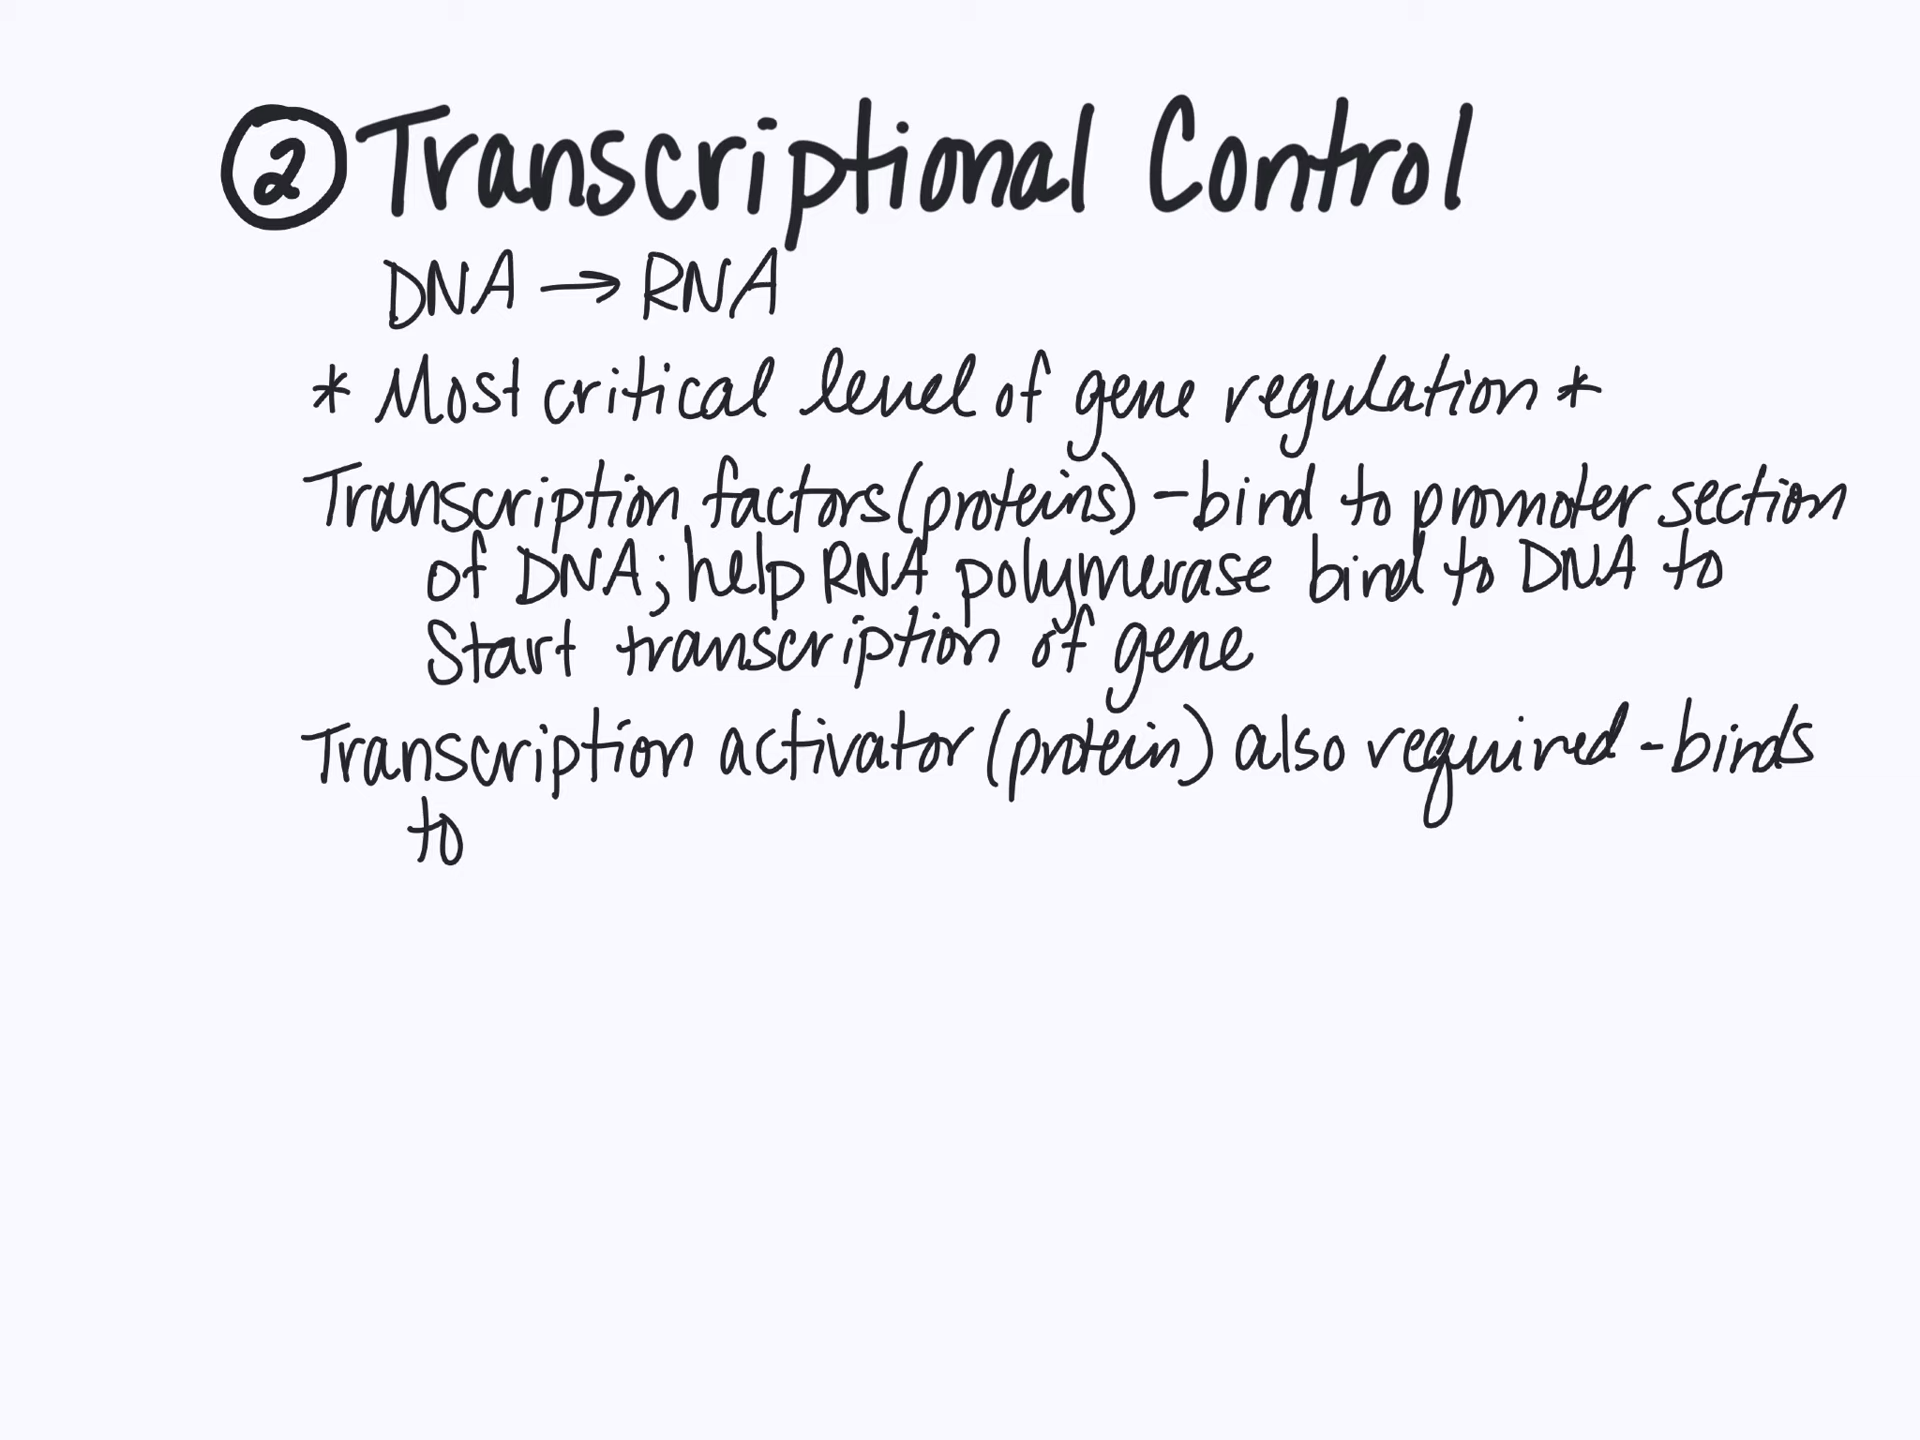 ② Transcriptional Control
DNA → RNA
* Most critical level of gene regulation *
Transcription factors (proteins) - bind to promoter section
of DNA; help RNA polymerase bind to DNA to
Start transcription of gene
Transcription activator (protein) also required - binds
to